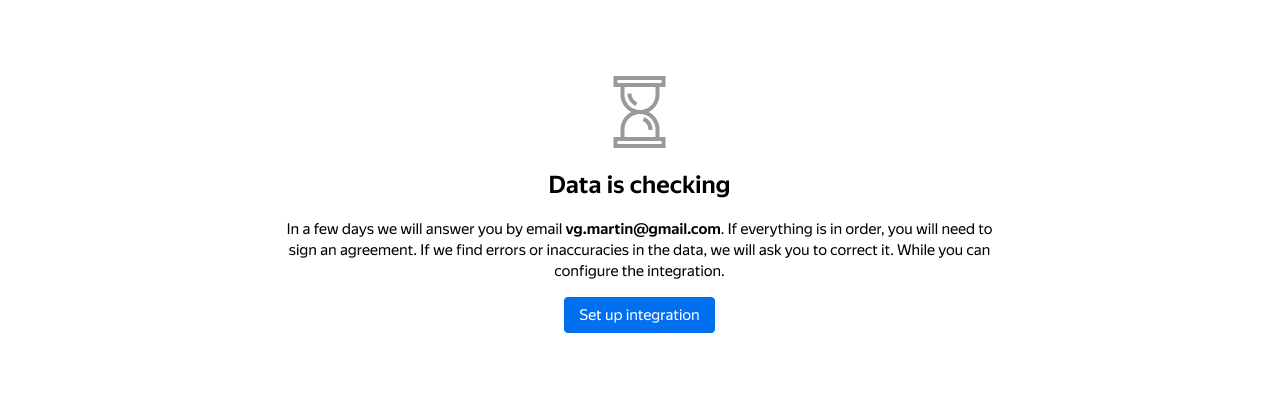 Data is checking
In a few days we will answer you by email vg.martin@gmail.com. If everything is in order, you will need to
sign an agreement. If we find errors or inaccuracies in the data, we will ask you to correct it. While you can
configure the integration.
Set up integration